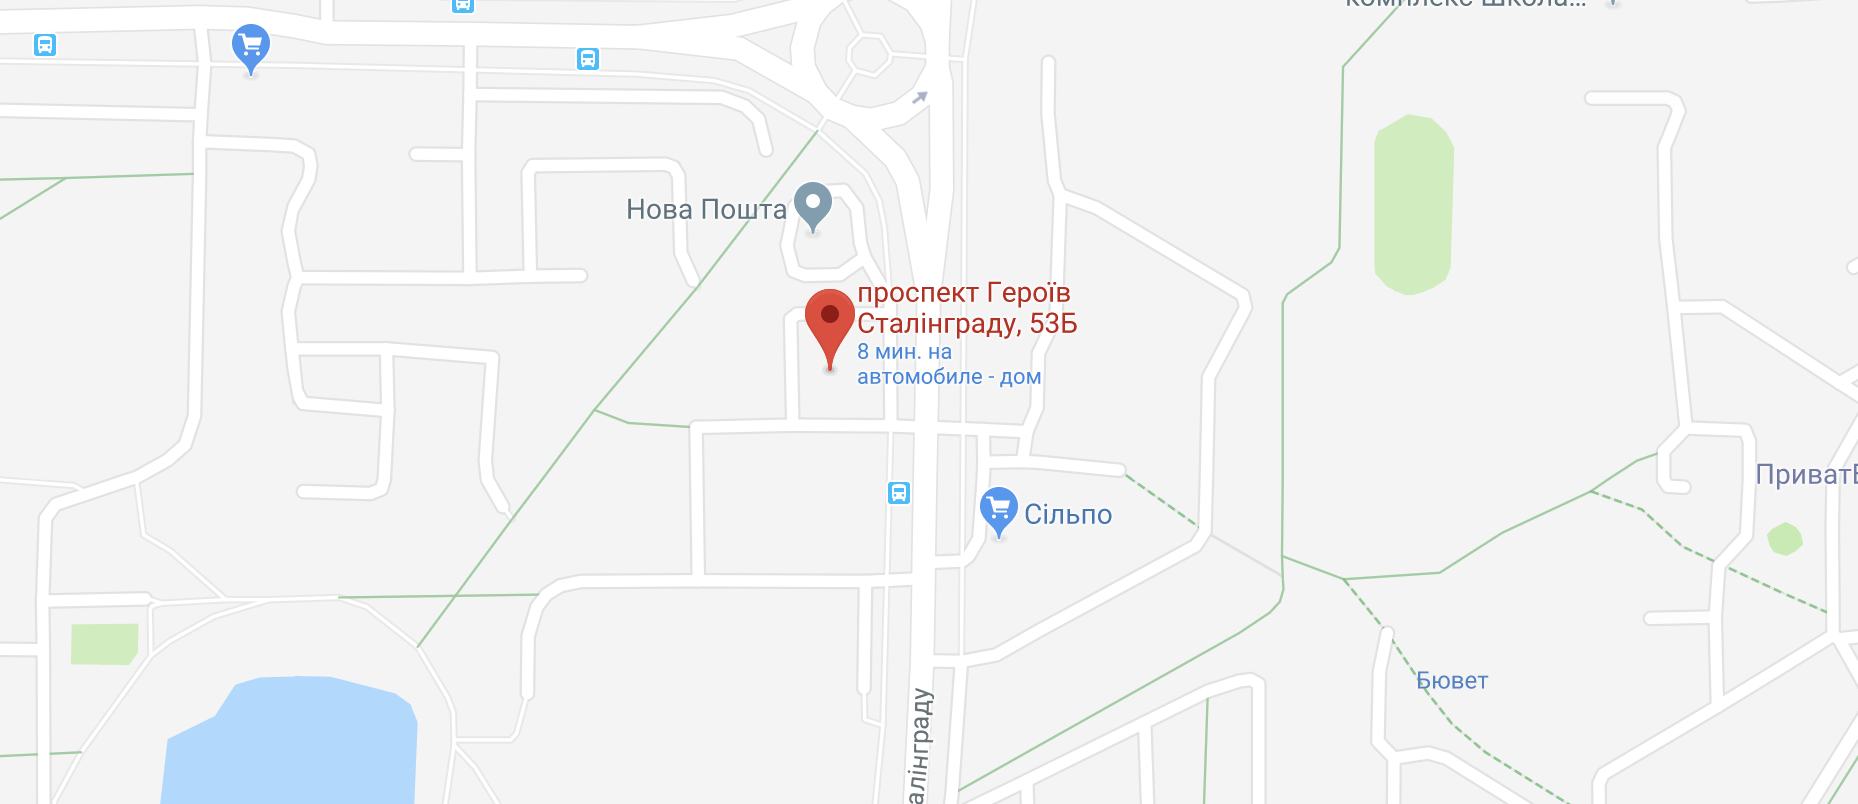 комплекс школа...
Нова Пошта
проспект Героїв
Сталінграду, 53Б
8 мин. на
автомобиле - дом
ПриватБ
Сільпо
Бювет
алінграду